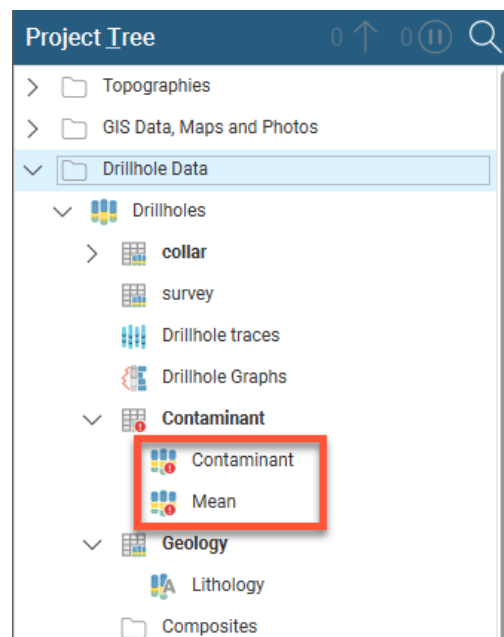 Project Tree 0 0
Topographies
GIS Data, Maps and Photos
Drillhole Data
Drillholes
collar
survey
Drillhole traces
Drillhole Graphs
Contaminant
Contaminant
Mean
Geology
A Lithology
Composites